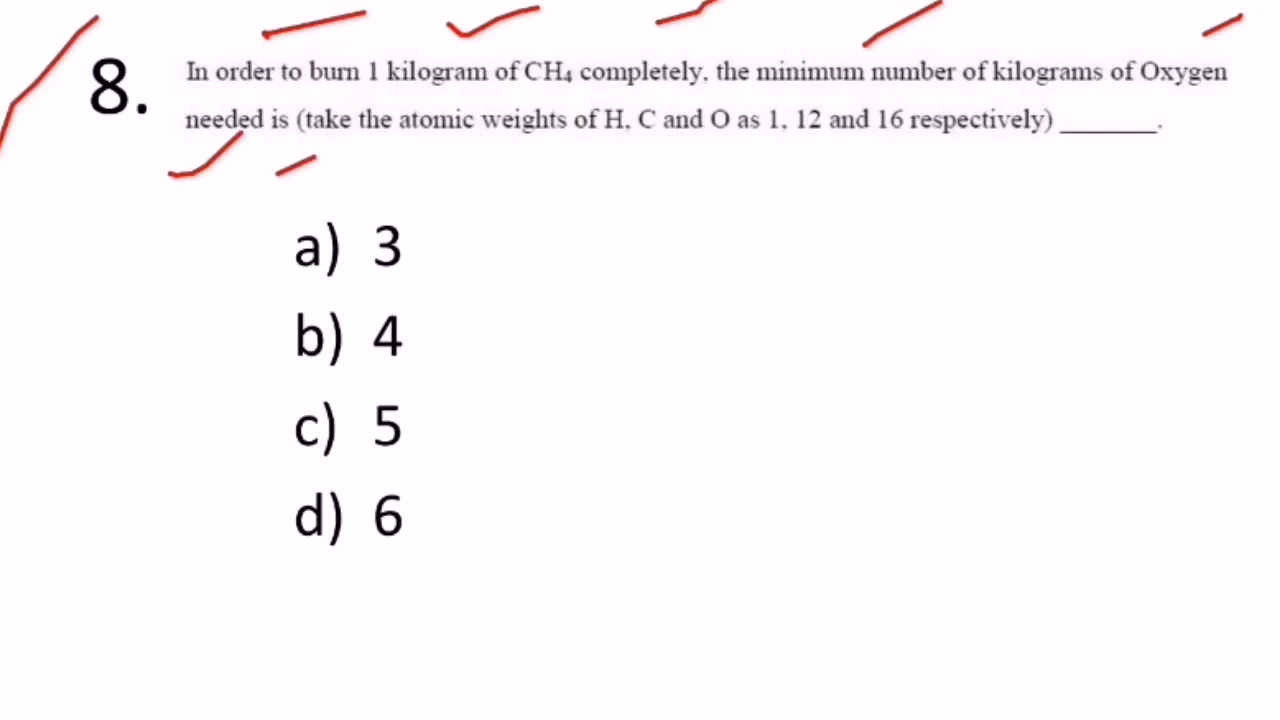 8. In order to burn 1 kilogram of CH₄ completely, the minimum number of kilograms of Oxygen
needed is (take the atomic weights of H, C and O as 1, 12 and 16 respectively) ________.
a) 3
b) 4
c) 5
d) 6